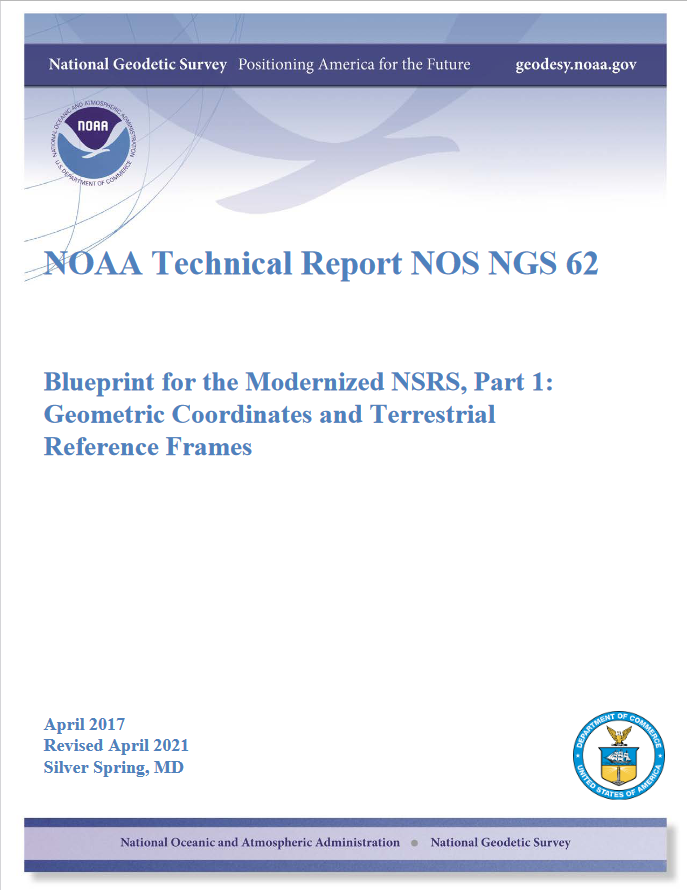 National Geodetic Survey Positioning America for the Future geodesy.noaa.gov
NATIONAL OCEANIC AND ATMOSPHERIC ADMINISTRATION
NOAA
U.S. DEPARTMENT OF COMMERCE
NOAA Technical Report NOS NGS 62
Blueprint for the Modernized NSRS, Part 1:
Geometric Coordinates and Terrestrial
Reference Frames
April 2017
Revised April 2021
Silver Spring, MD
DEPARTMENT OF COMMERCE
UNITED STATES OF AMERICA
National Oceanic and Atmospheric Administration ● National Geodetic Survey